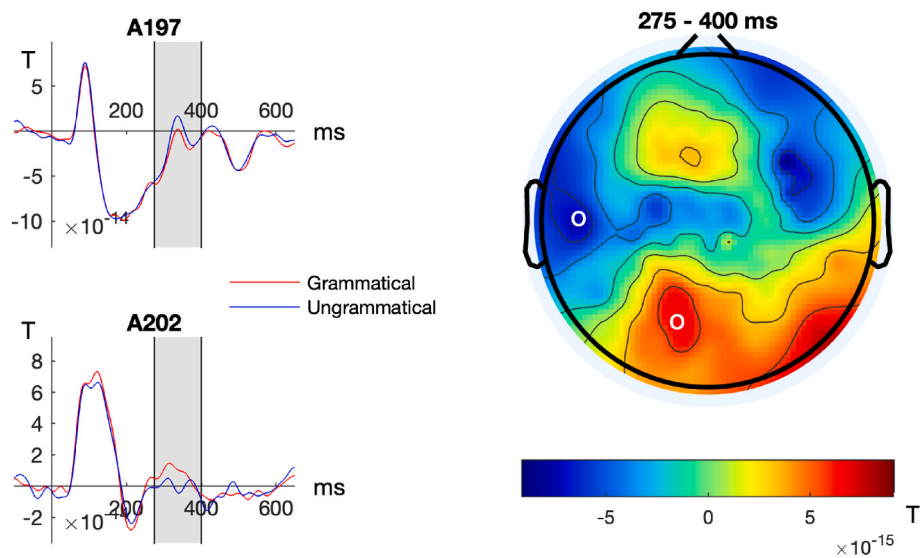 A197
T
5
-5
-10
200
400
600
ms
×10⁻¹⁴
Grammatical
Ungrammatical
A202
T
8
6
4
2
-2
200
400
600
ms
×10⁻¹⁴
275 - 400 ms
O
O
-5
0
5
T
×10⁻¹⁵